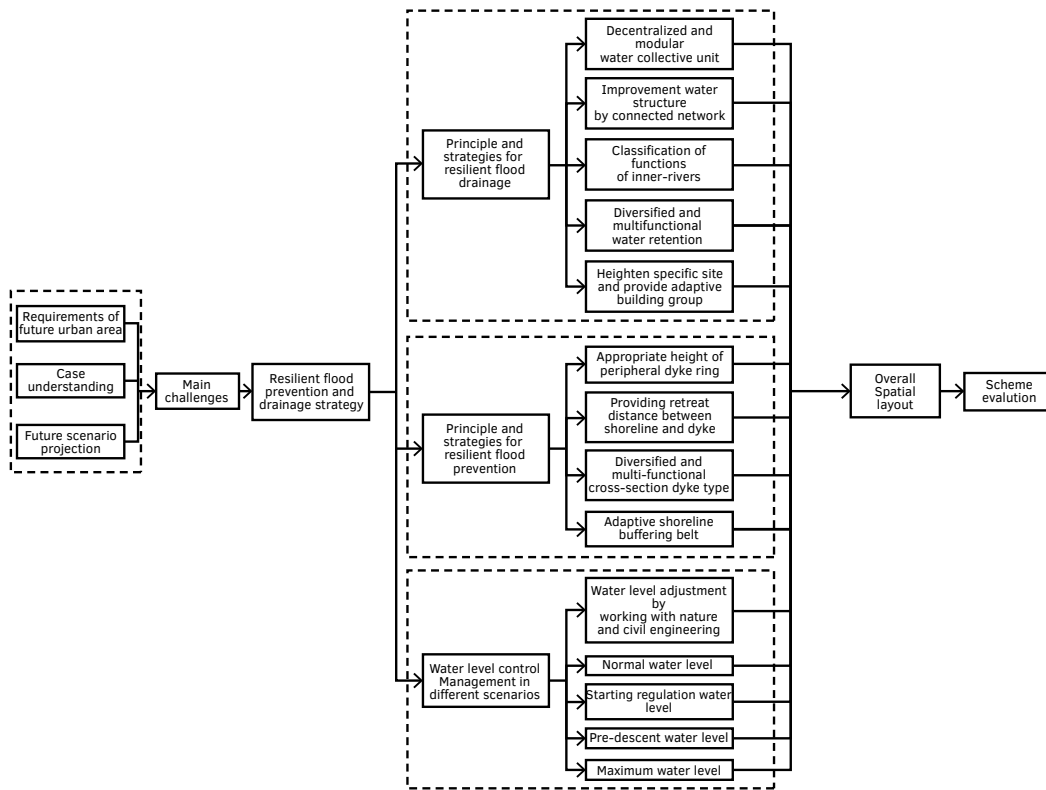 Requirements of
future urban area
Case
understanding
Future scenario
projection
Main
challenges
Resilient flood
prevention and
drainage strategy
Principle and
strategies for
resilient flood
drainage
Decentralized and
modular
water collective unit
Improvement water
structure
by connected network
Classification of
functions
of inner-rivers
Diversified and
multifunctional
water retention
Heighten specific site
and provide adaptive
building group
Principle and
strategies for
resilient flood
prevention
Appropriate height of
peripheral dyke ring
Providing retreat
distance between
shoreline and dyke
Diversified and
multi-functional
cross-section dyke type
Adaptive shoreline
buffering belt
Water level control
Management in
different scenarios
Water level adjustment
by
working with nature
and civil engineering
Normal water level
Starting regulation water
level
Pre-descent water level
Maximum water level
Overall
Spatial
layout
Scheme
evalution